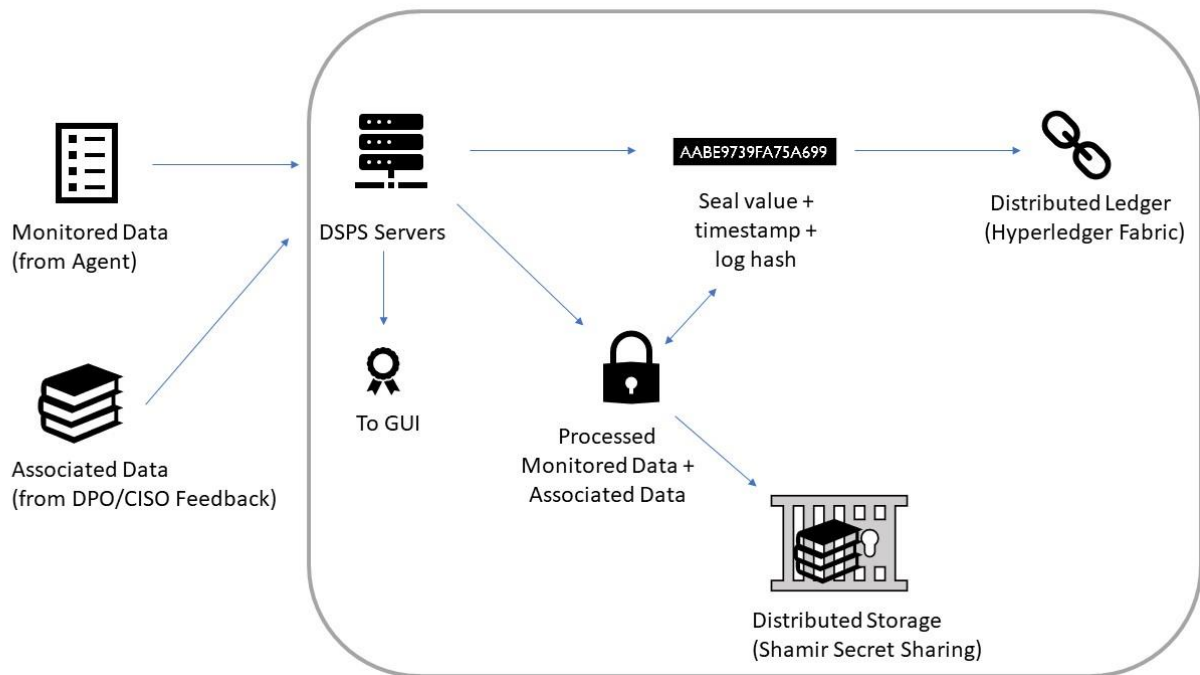 Monitored Data
(from Agent)
Associated Data
(from DPO/CISO Feedback)
DSPS Servers
To GUI
AABE9739FA75A699
Seal value +
timestamp +
log hash
Processed
Monitored Data +
Associated Data
Distributed Ledger
(Hyperledger Fabric)
Distributed Storage
(Shamir Secret Sharing)